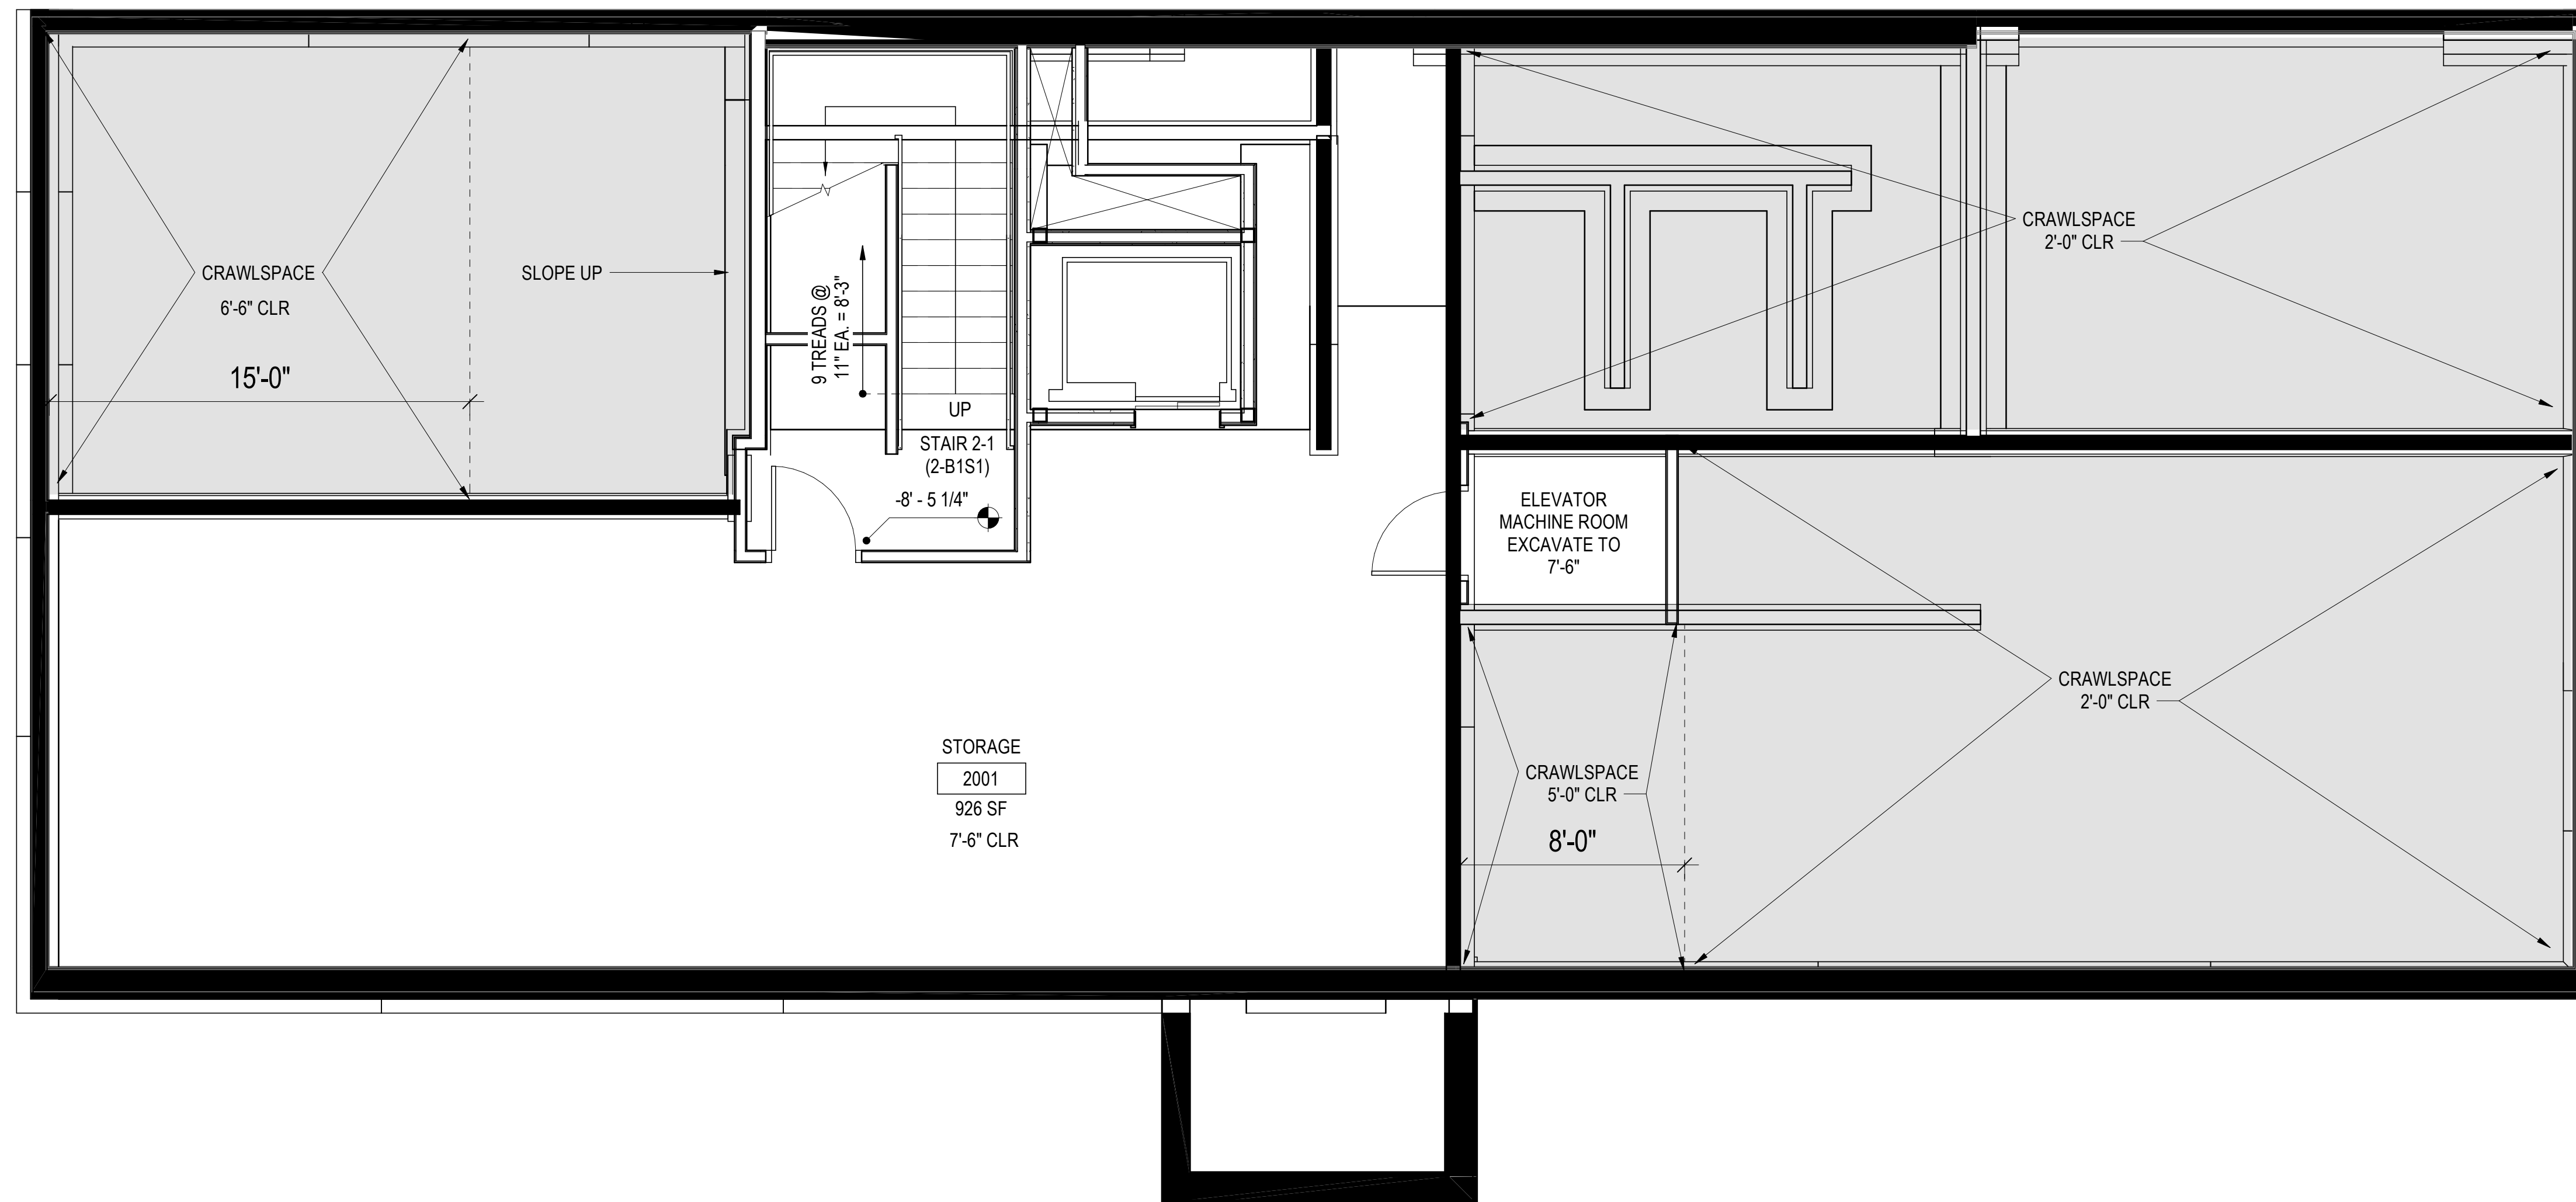 CRAWLSPACE
6'-6" CLR
15'-0"
SLOPE UP
9 TREADS @
11" EA. = 8'-3"
UP
STAIR 2-1
(2-B1S1)
-8' - 5 1/4"
CRAWLSPACE
2'-0" CLR
ELEVATOR
MACHINE ROOM
EXCAVATE TO
7'-6"
CRAWLSPACE
2'-0" CLR
STORAGE
2001
926 SF
7'-6" CLR
CRAWLSPACE
5'-0" CLR
8'-0"